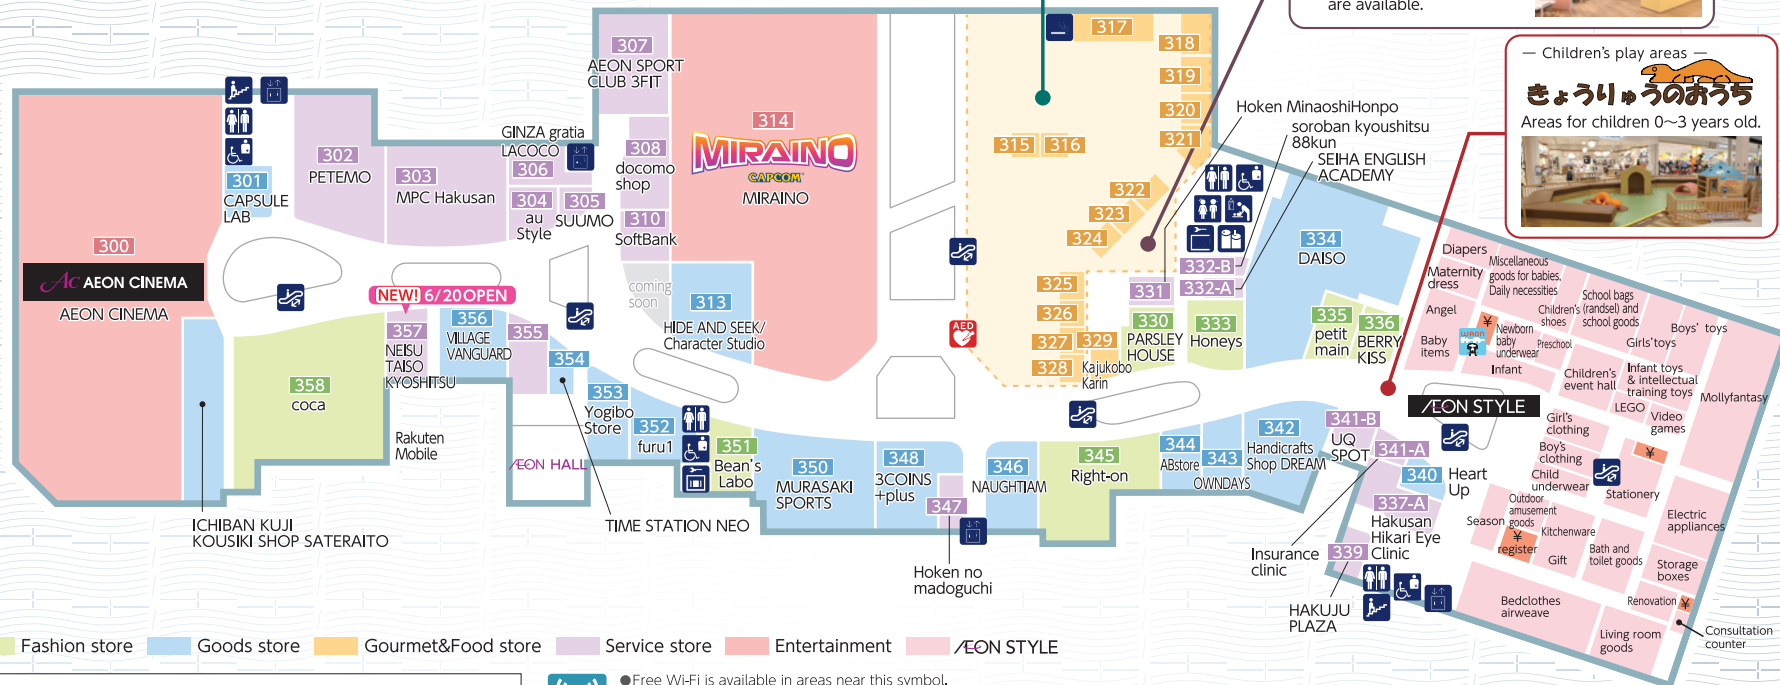 are available.
— Children's play areas —
きょうりゅうのおうち
Areas for children 0～3 years old.
307
AEON SPORT
CLUB 3FIT
317
318
319
320
321
315
316
322
323
324
325
326
327
328
329
Kajukobo
Karin
Hoken MinaoshiHonpo
soroban kyoushitsu
88kun
SEIHA ENGLISH
ACADEMY
314
MIRAINO
CAPCOM
MIRAINO
GINZA gratia
LACOCO
306
308
docomo
shop
302
PETEMO
303
MPC Hakusan
304
au
Style
305
SUUMO
310
SoftBank
301
CAPSULE
LAB
300
Ac AEON CINEMA
AEON CINEMA
coming
soon
313
HIDE AND SEEK/
Character Studio
NEW! 6/20 OPEN
357
NEISU
TAISO
KYOSHITSU
356
VILLAGE
VANGUARD
355
354
353
Yogibo
Store
352
furu1
358
coca
Rakuten
Mobile
ÆON HALL
351
Bean's
Labo
350
MURASAKI
SPORTS
348
3COINS
+plus
347
346
NAUGHTIAM
345
Right-on
344
ABstore
343
OWNDAYS
342
Handicrafts
Shop DREAM
AED
332-B
332-A
331
330
PARSLEY
HOUSE
333
Honeys
334
DAISO
335
petit
main
336
BERRY
KISS
341-B
UQ
SPOT
341-A
340
Heart
Up
337-A
Hakusan
Hikari Eye
Clinic
339
Insurance
clinic
HAKUJU
PLAZA
ÆON STYLE
Diapers
Maternity
dress
Angel
Baby
items
Miscellaneous
goods for babies.
Daily necessities
Children's
shoes
School bags
(randsel) and
school goods
Boys' toys
Girls'toys
¥
waon
Newborn
baby
underwear
Preschool
Infant
Children's
event hall
Infant toys
& intellectual
training toys
LEGO
Video
games
Mollyfantasy
Girl's
clothing
Boy's
clothing
Child
underwear
¥
Stationery
Outdoor
amusement
goods
Season
¥
register
Kitchenware
Gift
Bath and
toilet goods
Electric
appliances
Storage
boxes
Bedclothes
airweave
Renovation
¥
Living room
goods
Consultation
counter
ICHIBAN KUJI
KOUSIKI SHOP SATERAITO
TIME STATION NEO
Hoken no
madoguchi
Fashion store
Goods store
Gourmet&Food store
Service store
Entertainment
ÆON STYLE
●Free Wi-Fi is available in areas near this symbol.